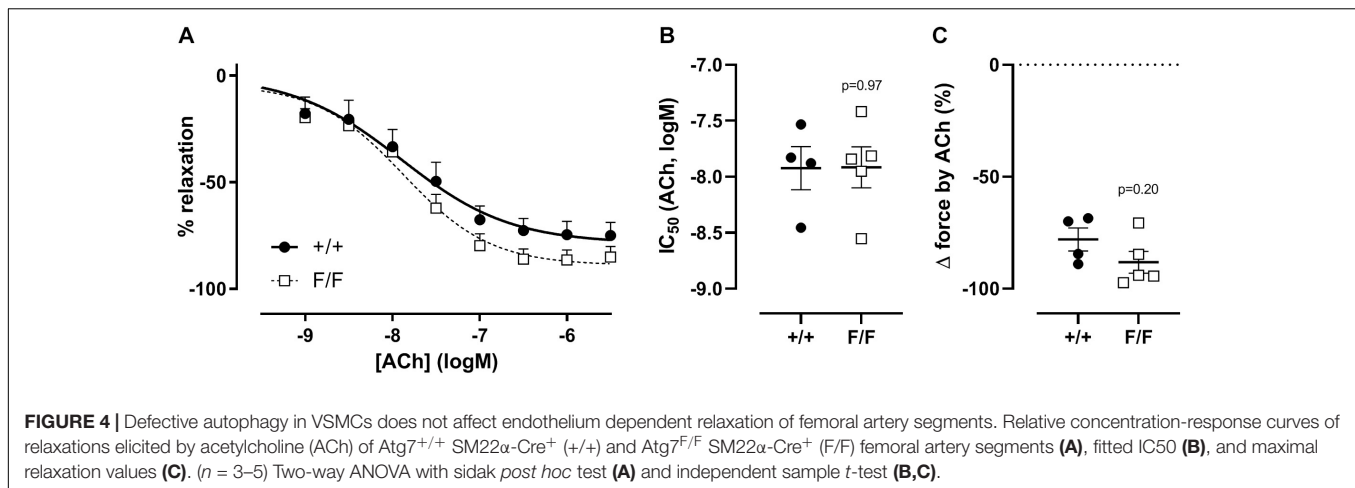 A
0
-50
-100
% relaxation
+/+
F/F
-9
-8
-7
-6
[ACh] (logM)
B
-7.0
-7.5
-8.0
-8.5
-9.0
IC50 (ACh, logM)
p=0.97
+/+
F/F
C
0
-50
-100
Δ force by ACh (%)
p=0.20
+/+
F/F
FIGURE 4 | Defective autophagy in VSMCs does not affect endothelium dependent relaxation of femoral artery segments. Relative concentration-response curves of
relaxations elicited by acetylcholine (ACh) of Atg7+/+ SM22α-Cre+ (+/+) and Atg7F/F SM22α-Cre+ (F/F) femoral artery segments (A), fitted IC50 (B), and maximal
relaxation values (C). (n = 3–5) Two-way ANOVA with sidak post hoc test (A) and independent sample t-test (B,C).